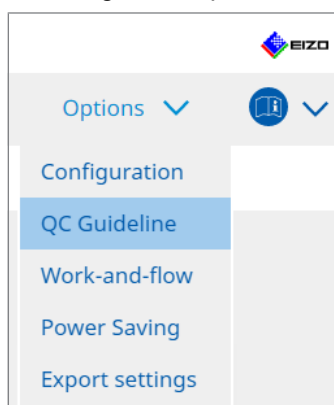 EIZO
Options
Configuration
QC Guideline
Work-and-flow
Power Saving
Export settings